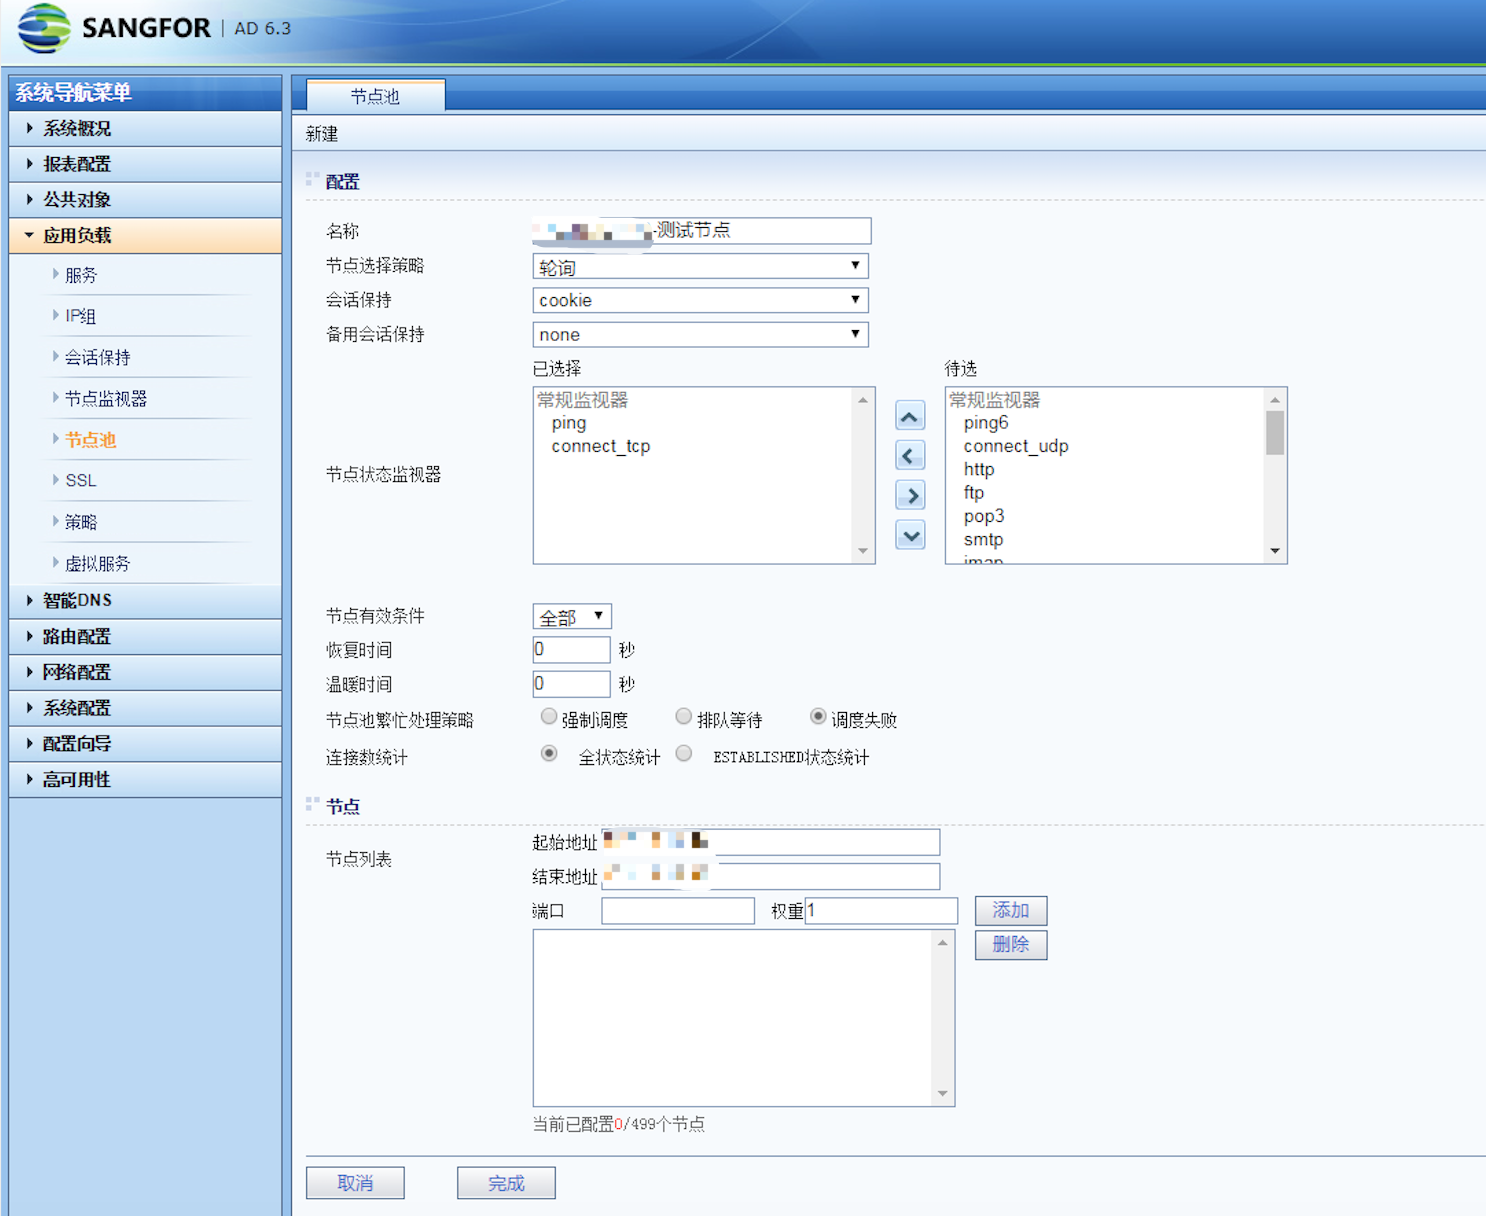 SANGFOR | AD 6.3
系统导航菜单
系统概况
报表配置
公共对象
应用负载
服务
IP组
会话保持
节点监视器
节点池
SSL
策略
虚拟服务
智能DNS
路由配置
网络配置
系统配置
配置向导
高可用性
节点池
新建
配置
名称 -测试节点
节点选择策略 轮询
会话保持 cookie
备用会话保持 none
已选择 待选
节点状态监视器
常规监视器
ping
connect_tcp
常规监视器
ping6
connect_udp
http
ftp
pop3
smtp
imap
节点有效条件 全部
恢复时间 0 秒
温暖时间 0 秒
节点池繁忙处理策略 强制调度 排队等待 调度失败
连接数统计 全状态统计 ESTABLISHED状态统计
节点
节点列表
起始地址
结束地址
端口 权重 1 添加
删除
当前已配置0/499个节点
取消 完成